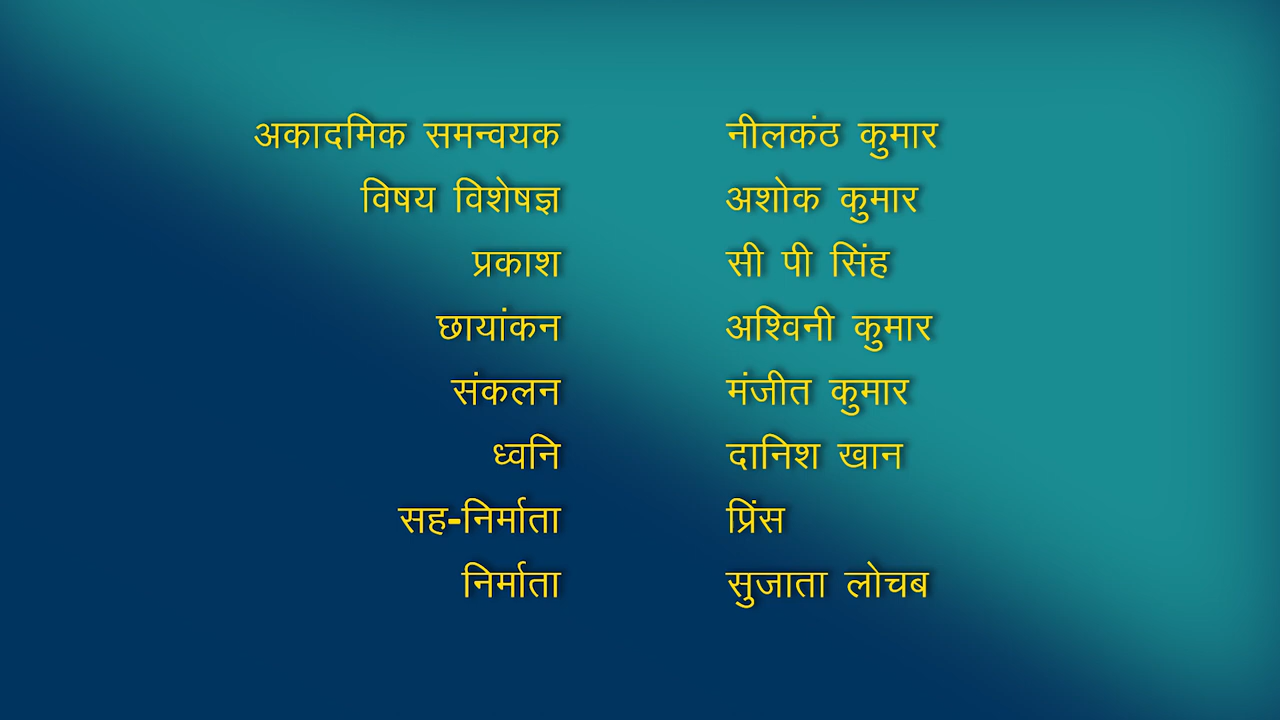 अकादमिक समन्वयक नीलकंठ कुमार
विषय विशेषज्ञ अशोक कुमार
प्रकाश सी पी सिंह
छायांकन अश्विनी कुमार
संकलन मंजीत कुमार
ध्वनि दानिश खान
सह-निर्माता प्रिंस
निर्माता सुजाता लोचब